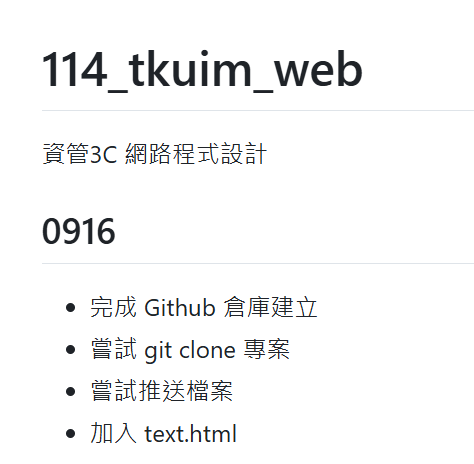 114_tkuim_web
資管3C 網路程式設計
0916
完成 Github 倉庫建立
嘗試 git clone 專案
嘗試推送檔案
加入 text.html